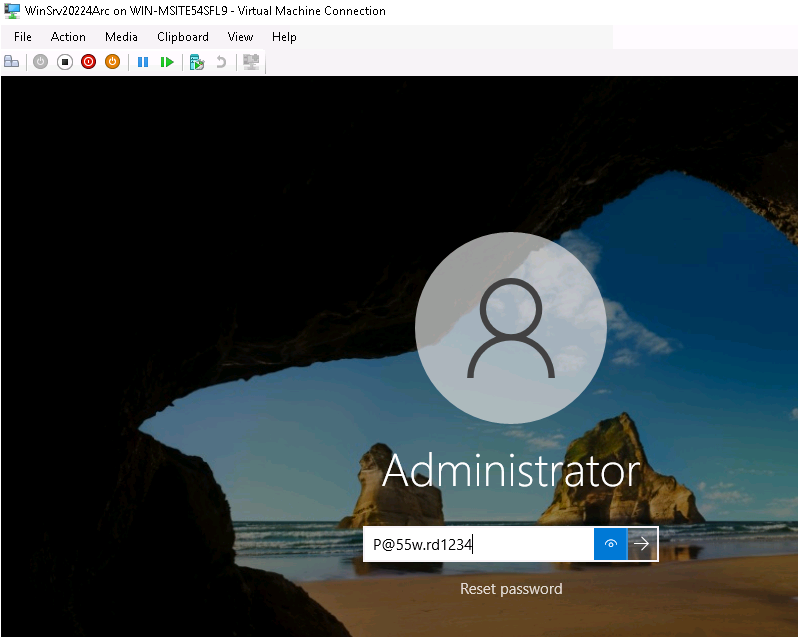 WinSrv20224Arc on WIN-MSITE54SFL9 - Virtual Machine Connection
File Action Media Clipboard View Help
Administrator
P@55w.rd1234
Reset password